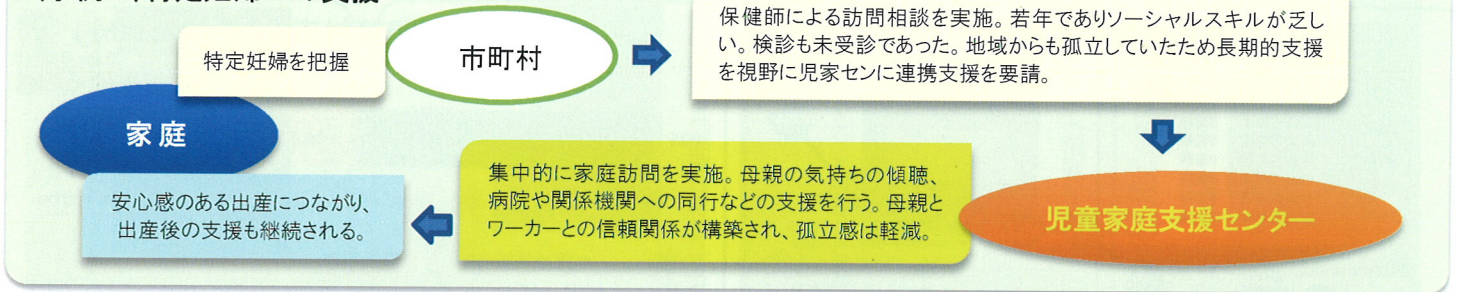 特定妊婦を把握
市町村
保健師による訪問相談を実施。若年でありソーシャルスキルが乏し
い。検診も未受診であった。地域からも孤立していたため長期的支援
を視野に児家センに連携支援を要請。
家庭
安心感のある出産につながり、
出産後の支援も継続される。
集中的に家庭訪問を実施。母親の気持ちの傾聴、
病院や関係機関への同行などの支援を行う。母親と
ワーカーとの信頼関係が構築され、孤立感は軽減。
児童家庭支援センター